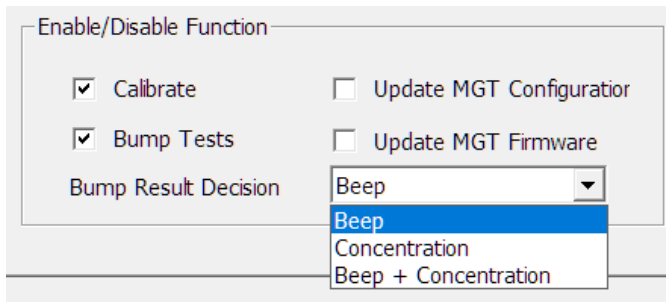 Enable/Disable Function
Calibrate
Update MGT Configuration
Bump Tests
Update MGT Firmware
Bump Result Decision
Beep
Beep
Concentration
Beep + Concentration